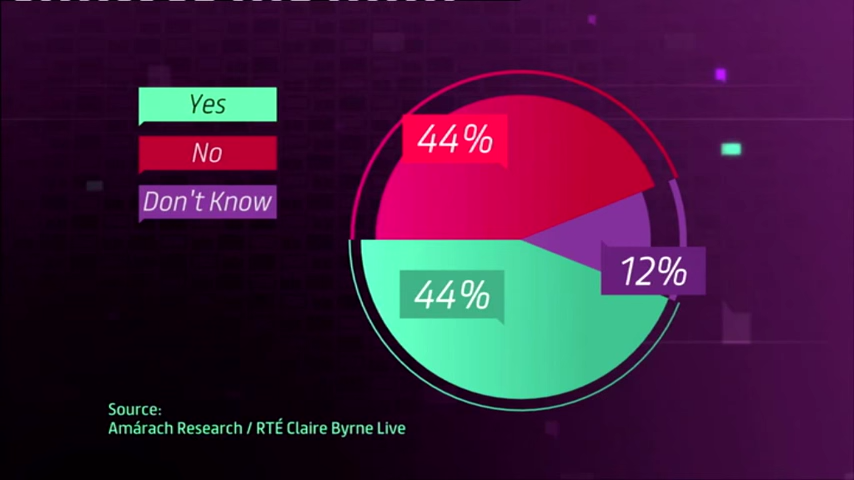 Yes
No
Don't Know
44%
12%
44%
Source:
Amárach Research / RTÉ Claire Byrne Live